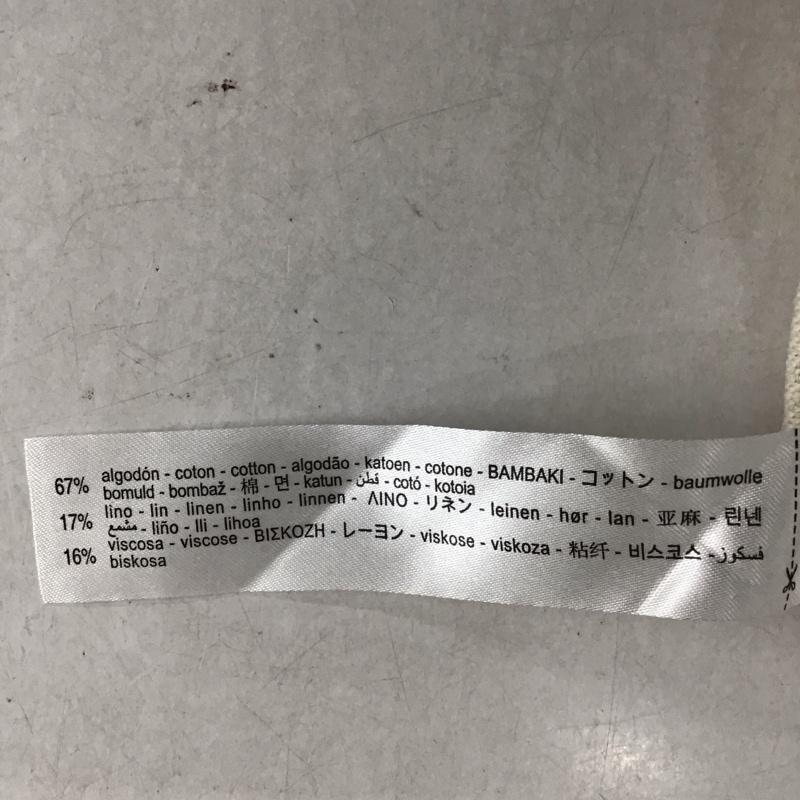 67% algodón - coton - cotton - algodão - katoen - cotone - BAMBAKI - コットン - baumwolle
bomuld - bombaž - 棉 - 면 - katun - قطن - cotó - kotoia
17% lino - lin - linen - linho - linnen - ΛΙΝΟ - リネン - leinen - hør - lan - 亚麻 - 린넨
مشمع - liño - lli - lihoa
16% viscosa - viscose - ΒΙΣΚΟΖΗ - レーヨン - viskose - viskoza - 粘纤 - 비스코스 - فسكوز
biskosa